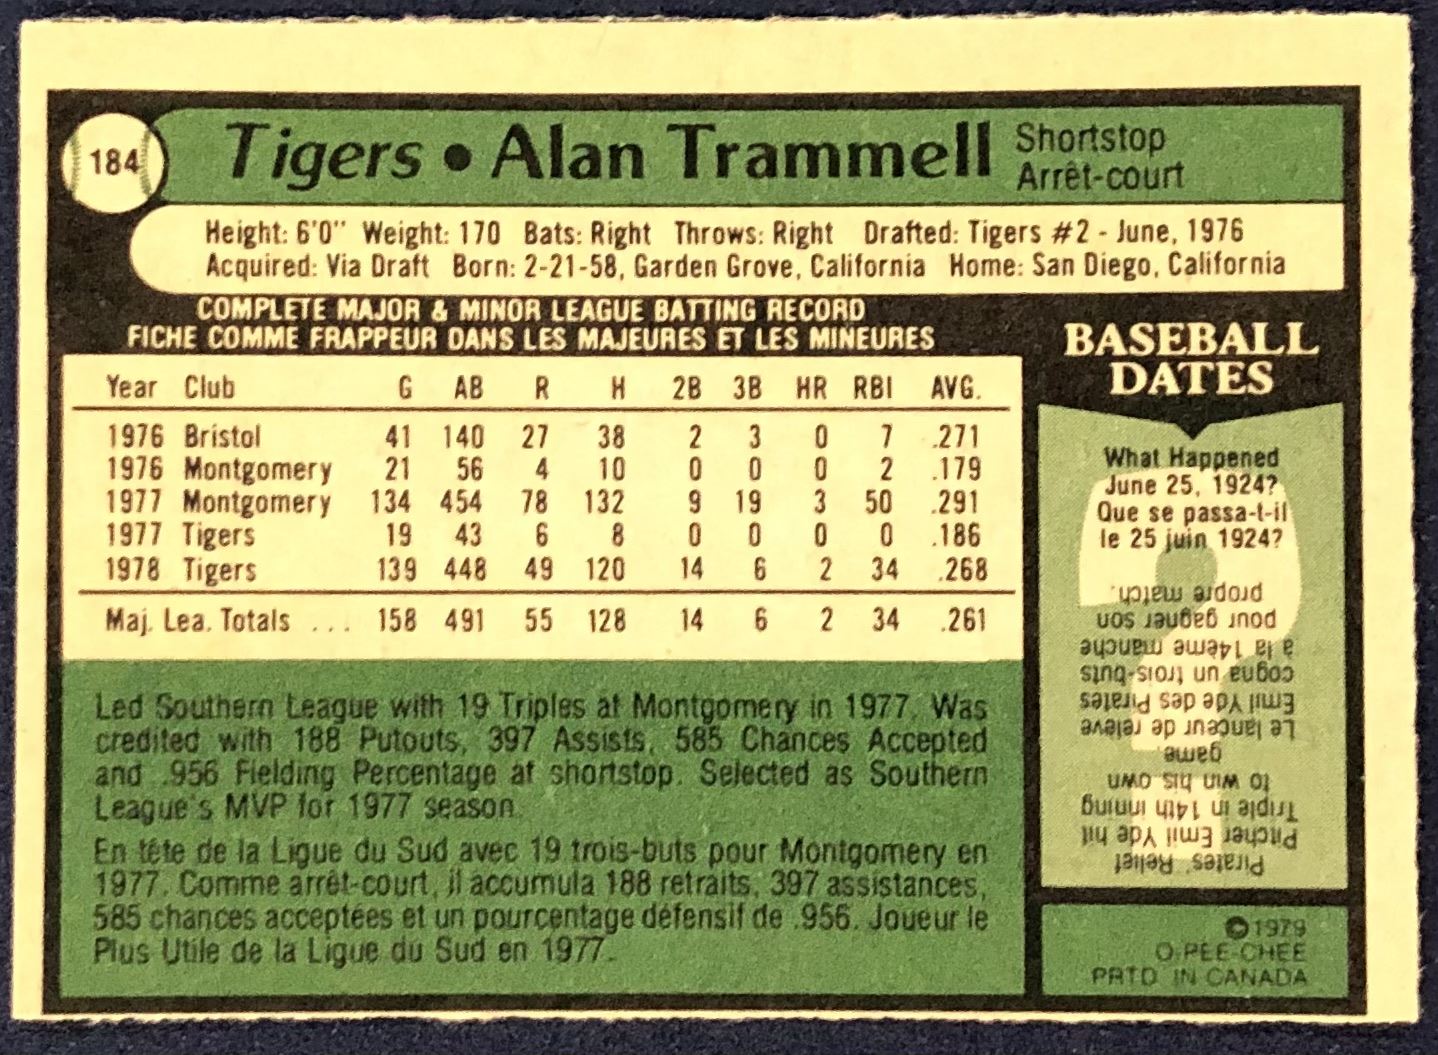 184
Tigers • Alan Trammell
Shortstop
Arrêt-court
Height: 6'0" Weight: 170 Bats: Right Throws: Right Drafted: Tigers #2 - June, 1976
Acquired: Via Draft Born: 2-21-58, Garden Grove, California Home: San Diego, California
COMPLETE MAJOR & MINOR LEAGUE BATTING RECORD
FICHE COMME FRAPPEUR DANS LES MAJEURES ET LES MINEURES
Year Club G AB R H 2B 3B HR RBI AVG.
1976 Bristol 41 140 27 38 2 3 0 7 .271
1976 Montgomery 21 56 4 10 0 0 0 2 .179
1977 Montgomery 134 454 78 132 9 19 3 50 .291
1977 Tigers 19 43 6 8 0 0 0 0 .186
1978 Tigers 139 448 49 120 14 6 2 34 .268
Maj. Lea. Totals ... 158 491 55 128 14 6 2 34 .261
Led Southern League with 19 Triples at Montgomery in 1977. Was
credited with 188 Putouts, 397 Assists, 585 Chances Accepted
and .956 Fielding Percentage at shortstop. Selected as Southern
League's MVP for 1977 season.
En tête de la Ligue du Sud avec 19 trois-buts pour Montgomery en
1977. Comme arrêt-court, il accumula 188 retraits, 397 assistances,
585 chances acceptées et un pourcentage défensif de .956. Joueur le
Plus Utile de la Ligue du Sud en 1977.
BASEBALL
DATES
What Happened
June 25, 1924?
Que se passa-t-il
le 25 juin 1924?
Pirates' Relief
Pitcher Emil Yde hit
Triple in 14th inning
to win his own
game.
Le lanceur de relève
Emil Yde des Pirates
cogna un trois-buts
à la 14ème manche
pour gagner son
propre match.
©1979
O-PEE-CHEE
PRTD. IN CANADA